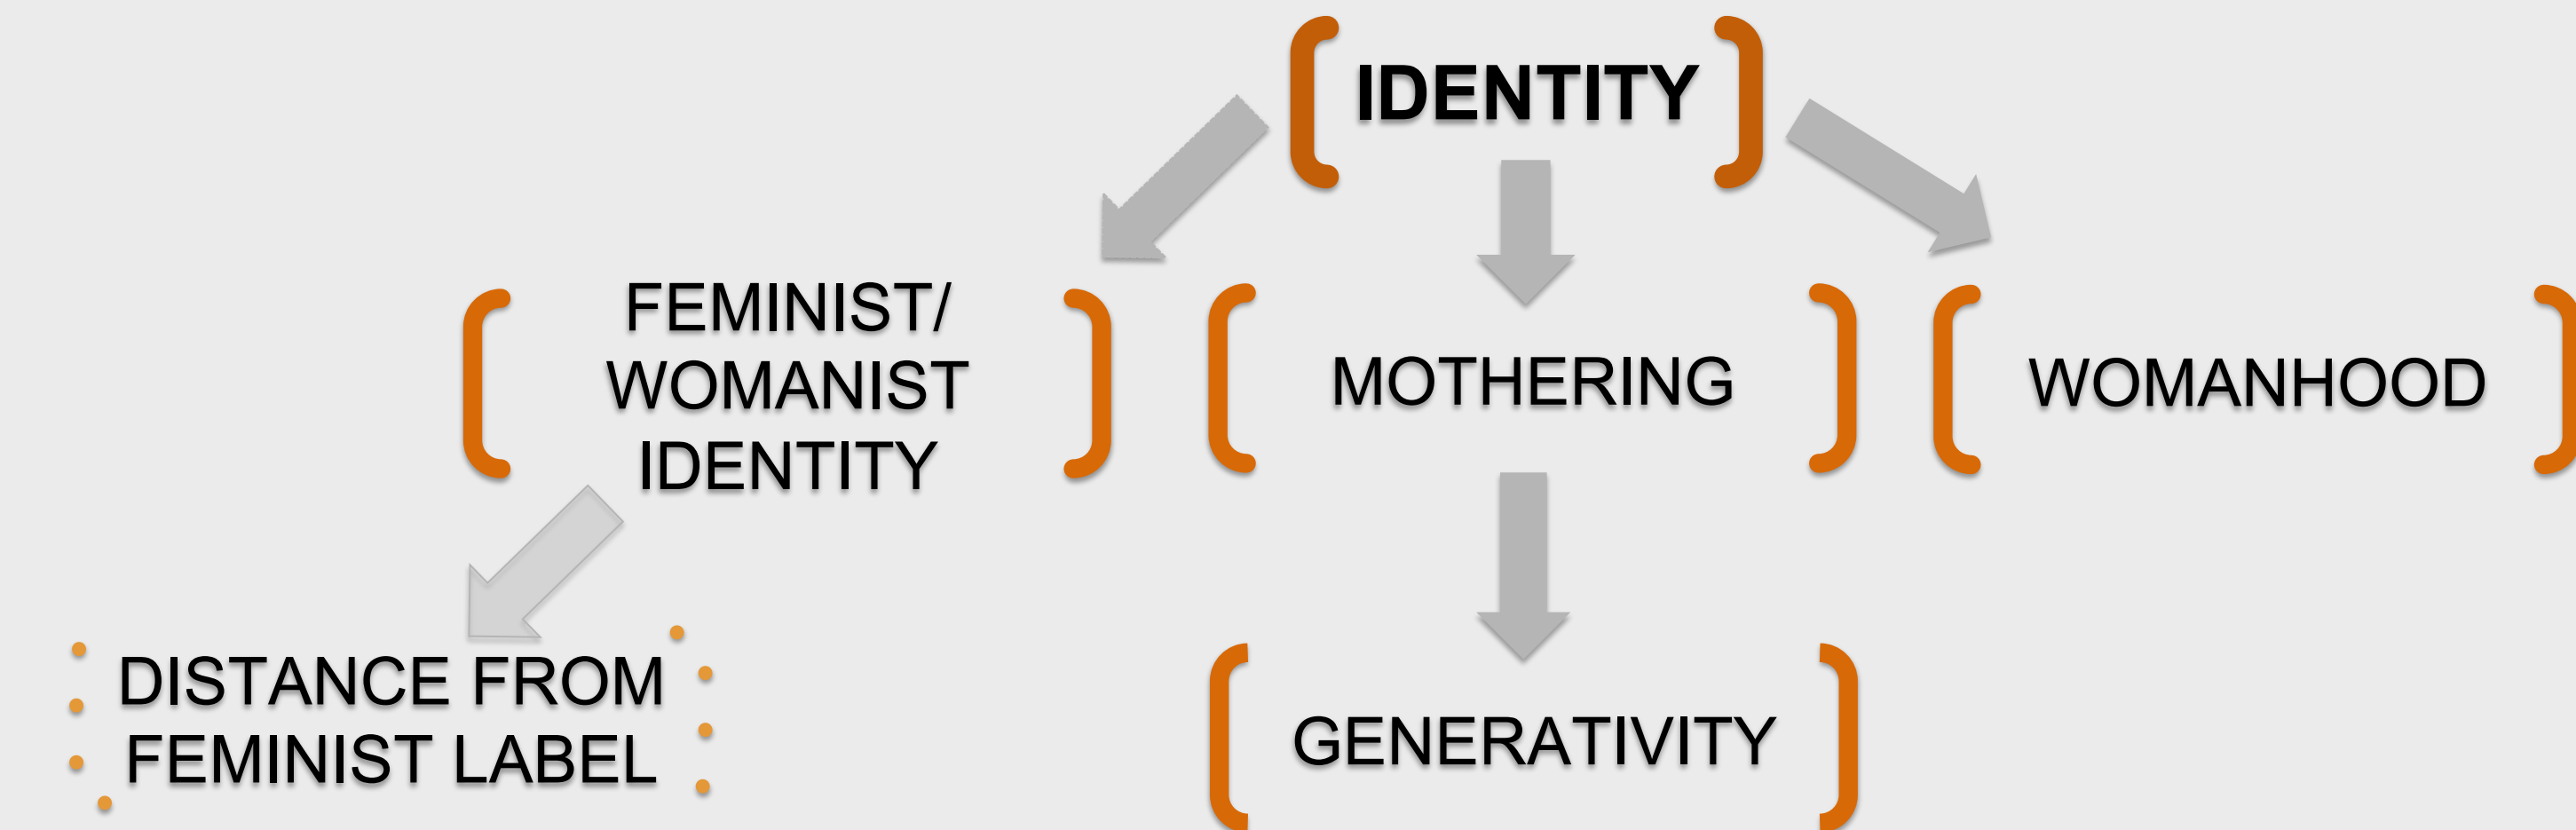 IDENTITY
FEMINIST/
WOMANIST
IDENTITY
MOTHERING
WOMANHOOD
DISTANCE FROM
FEMINIST LABEL
GENERATIVITY